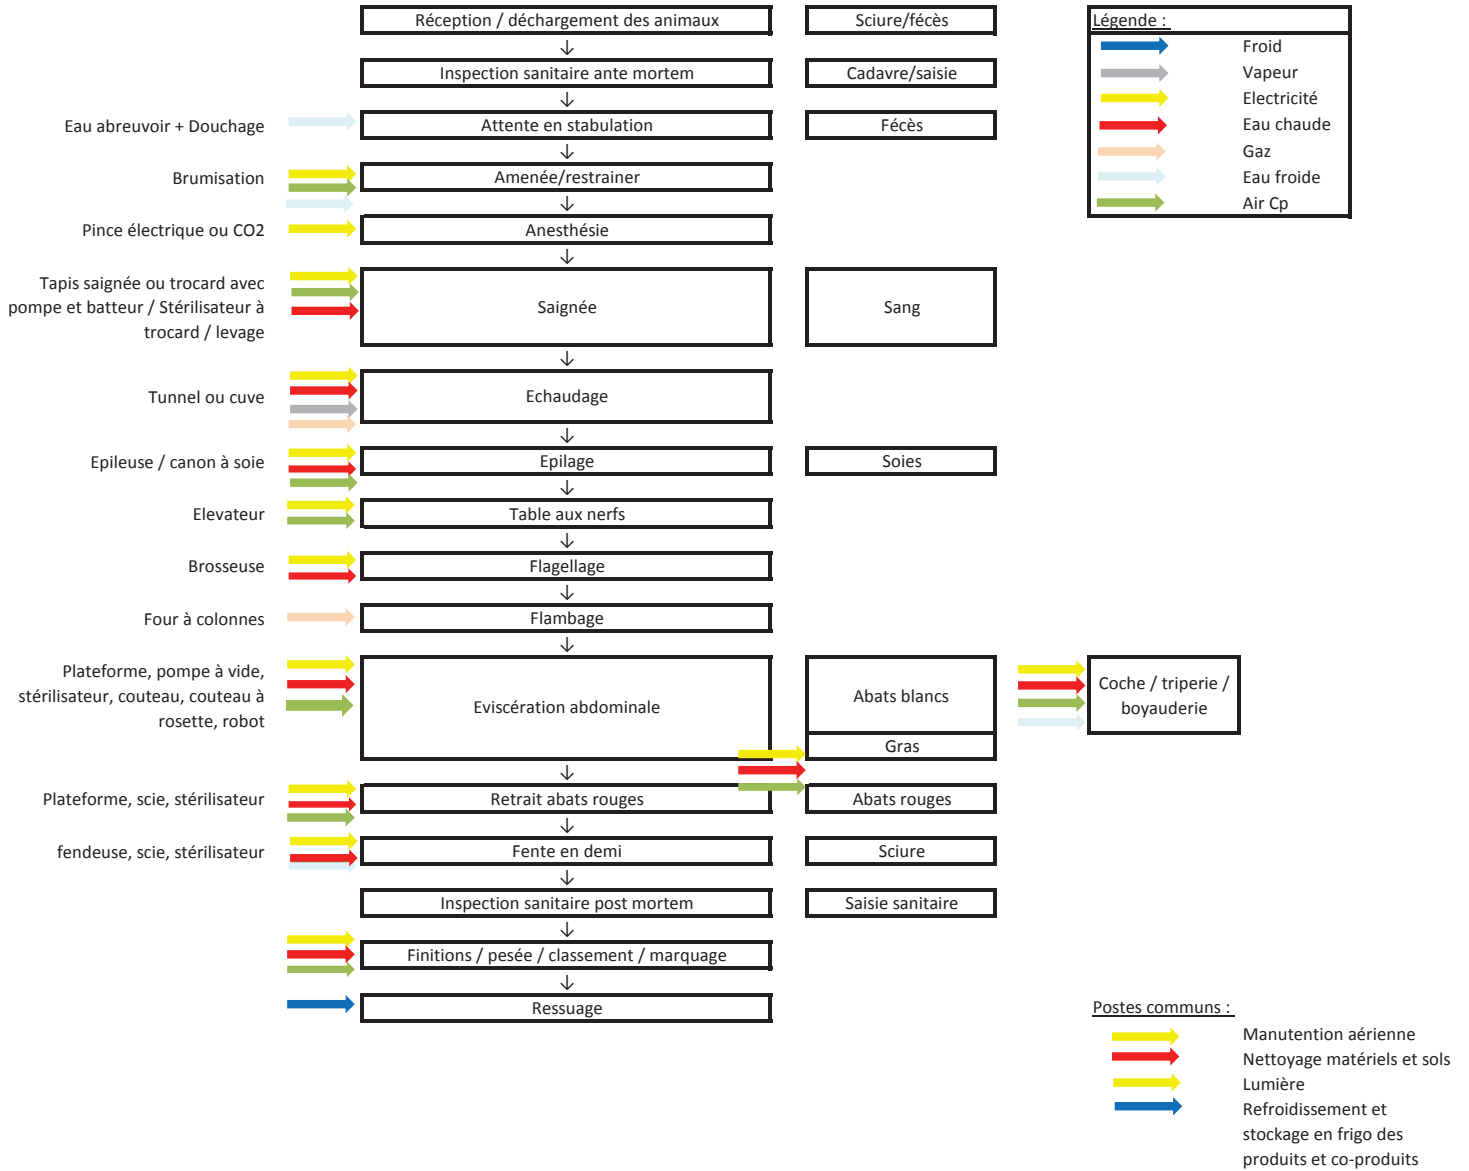 Réception / déchargement des animaux
Sciure/fécès
Légende :
Froid
Vapeur
Electricité
Eau chaude
Gaz
Eau froide
Air Cp
Inspection sanitaire ante mortem
Cadavre/saisie
Eau abreuvoir + Douchage
Attente en stabulation
Fécès
Brumisation
Amenée/restrainer
Pince électrique ou CO2
Anesthésie
Tapis saignée ou trocard avec
pompe et batteur / Stérilisateur à
trocard / levage
Saignée
Sang
Tunnel ou cuve
Echaudage
Epileuse / canon à soie
Epilage
Soies
Elevateur
Table aux nerfs
Brosseuse
Flagellage
Four à colonnes
Flambage
Plateforme, pompe à vide,
stérilisateur, couteau, couteau à
rosette, robot
Eviscération abdominale
Abats blancs
Gras
Coche / triperie /
boyauderie
Plateforme, scie, stérilisateur
Retrait abats rouges
Abats rouges
fendeuse, scie, stérilisateur
Fente en demi
Sciure
Inspection sanitaire post mortem
Saisie sanitaire
Finitions / pesée / classement / marquage
Ressuage
Postes communs :
Manutention aérienne
Nettoyage matériels et sols
Lumière
Refroidissement et
stockage en frigo des
produits et co-produits